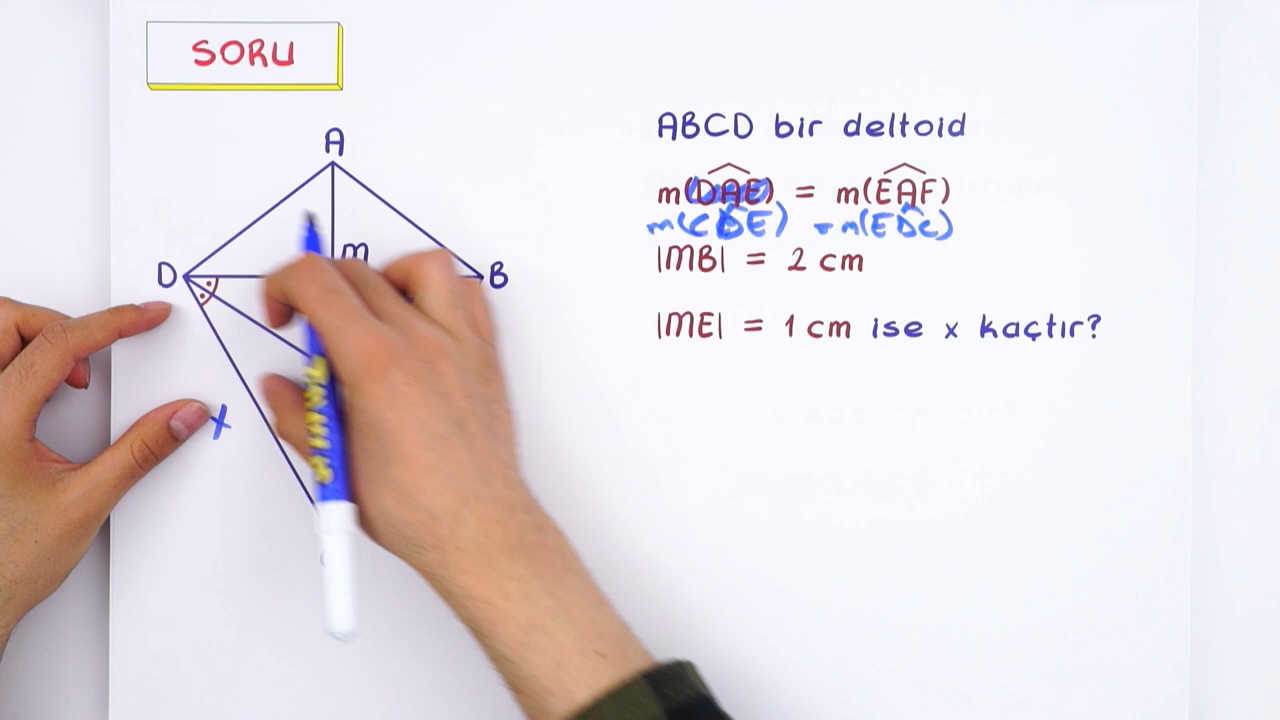 SORU
ABCD bir deltoid
m(DAE) = m(EAF)
m(CDE) = m(EDC)
|MB| = 2 cm
|ME| = 1 cm ise x kaçtır?
A
m
D
B
x